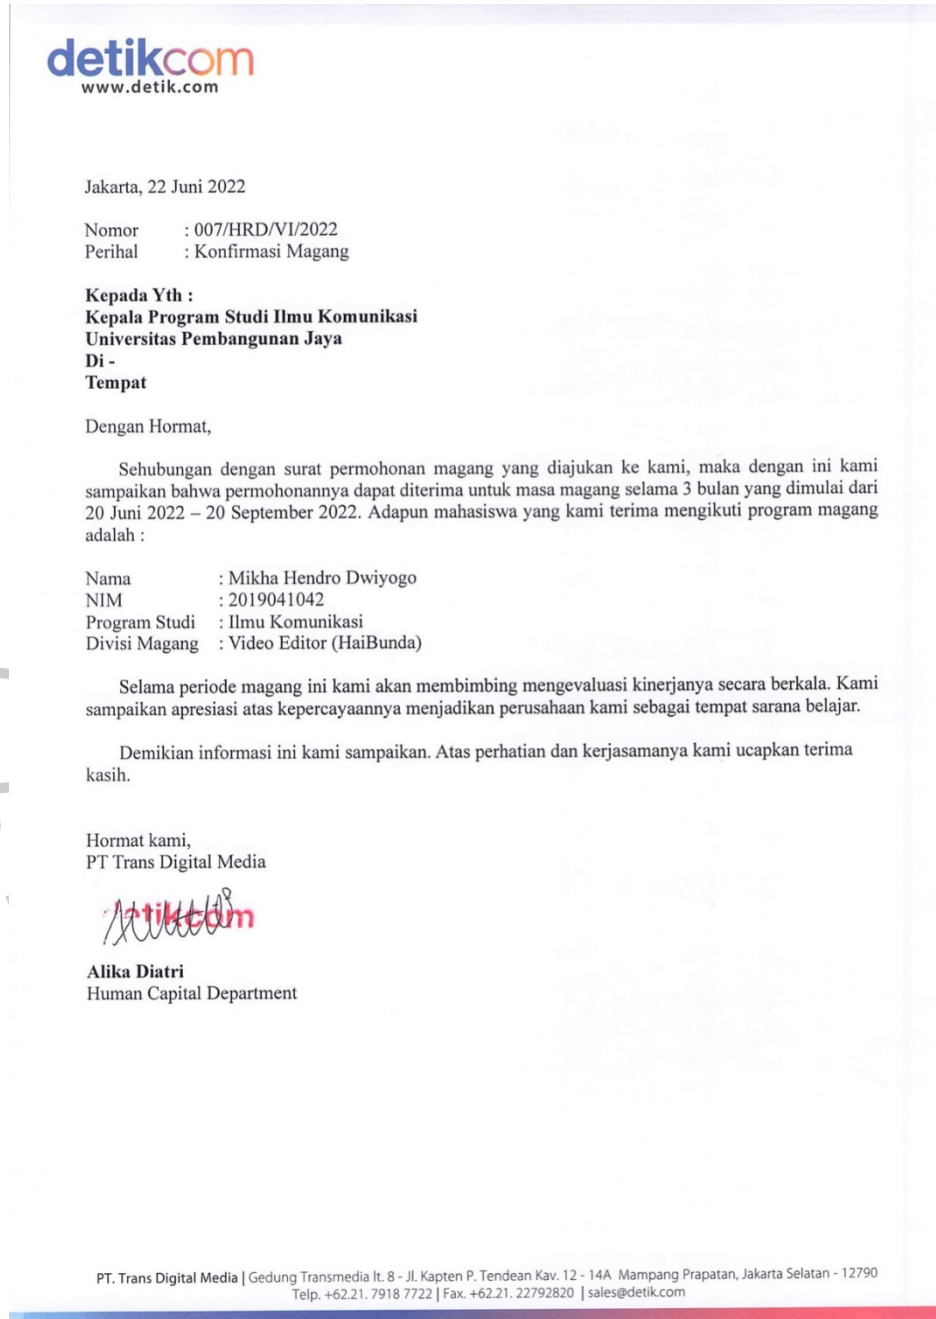 detikcom
www.detik.com
Jakarta, 22 Juni 2022
Nomor : 007/HRD/VI/2022
Perihal : Konfirmasi Magang
Kepada Yth :
Kepala Program Studi Ilmu Komunikasi
Universitas Pembangunan Jaya
Di -
Tempat
Dengan Hormat,
Sehubungan dengan surat permohonan magang yang diajukan ke kami, maka dengan ini kami
sampaikan bahwa permohonannya dapat diterima untuk masa magang selama 3 bulan yang dimulai dari
20 Juni 2022 – 20 September 2022. Adapun mahasiswa yang kami terima mengikuti program magang
adalah :
Nama : Mikha Hendro Dwiyogo
NIM : 2019041042
Program Studi : Ilmu Komunikasi
Divisi Magang : Video Editor (HaiBunda)
Selama periode magang ini kami akan membimbing mengevaluasi kinerjanya secara berkala. Kami
sampaikan apresiasi atas kepercayaannya menjadikan perusahaan kami sebagai tempat sarana belajar.
Demikian informasi ini kami sampaikan. Atas perhatian dan kerjasamanya kami ucapkan terima
kasih.
Hormat kami,
PT Trans Digital Media
detikcom
Alika Diatri
Human Capital Department
PT. Trans Digital Media | Gedung Transmedia lt. 8 - Jl. Kapten P. Tendean Kav. 12 - 14A Mampang Prapatan, Jakarta Selatan - 12790
Telp. +62.21. 7918 7722 | Fax. +62.21. 22792820 | sales@detik.com